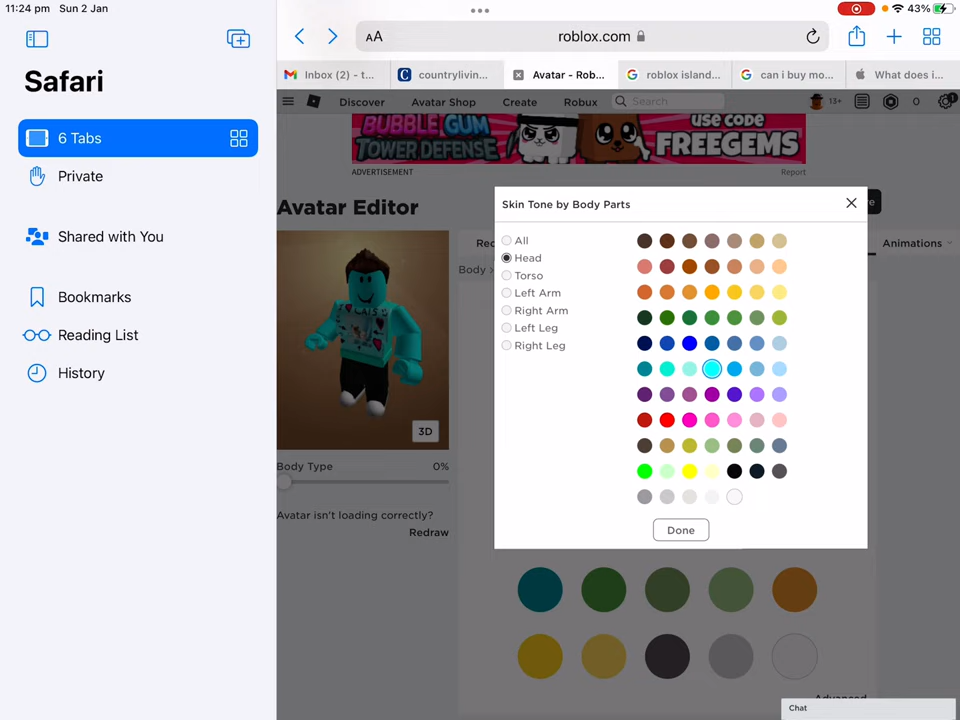 11:24 pm Sun 2 Jan
43%
Safari
6 Tabs
Private
Shared with You
Bookmarks
Reading List
History
AA
roblox.com
Inbox (2) - t...
countrylivin...
Avatar - Rob...
roblox island...
can i buy mo...
What does i...
Discover
Avatar Shop
Create
Robux
Search
13+
0
1
BUBBLE GUM
TOWER DEFENSE
USE CODE
FREEGEMS
ADVERTISEMENT
Report
Avatar Editor
Rec
Animations
Body >
CATS
3D
Body Type
0%
Avatar isn't loading correctly?
Redraw
Skin Tone by Body Parts
All
Head
Torso
Left Arm
Right Arm
Left Leg
Right Leg
Done
Advanced
Chat